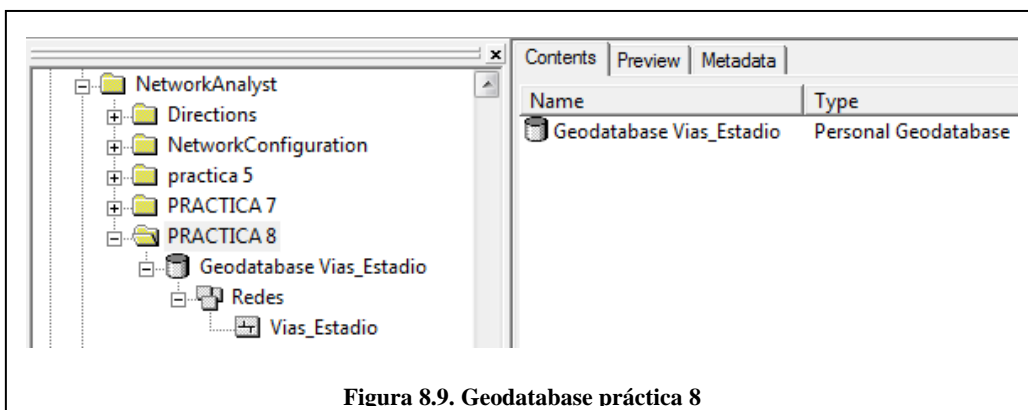 NetworkAnalyst
Directions
NetworkConfiguration
practica 5
PRACTICA 7
PRACTICA 8
Geodatabase Vias_Estadio
Redes
Vias_Estadio
Contents Preview Metadata
Name Type
Geodatabase Vias_Estadio Personal Geodatabase
Figura 8.9. Geodatabase práctica 8